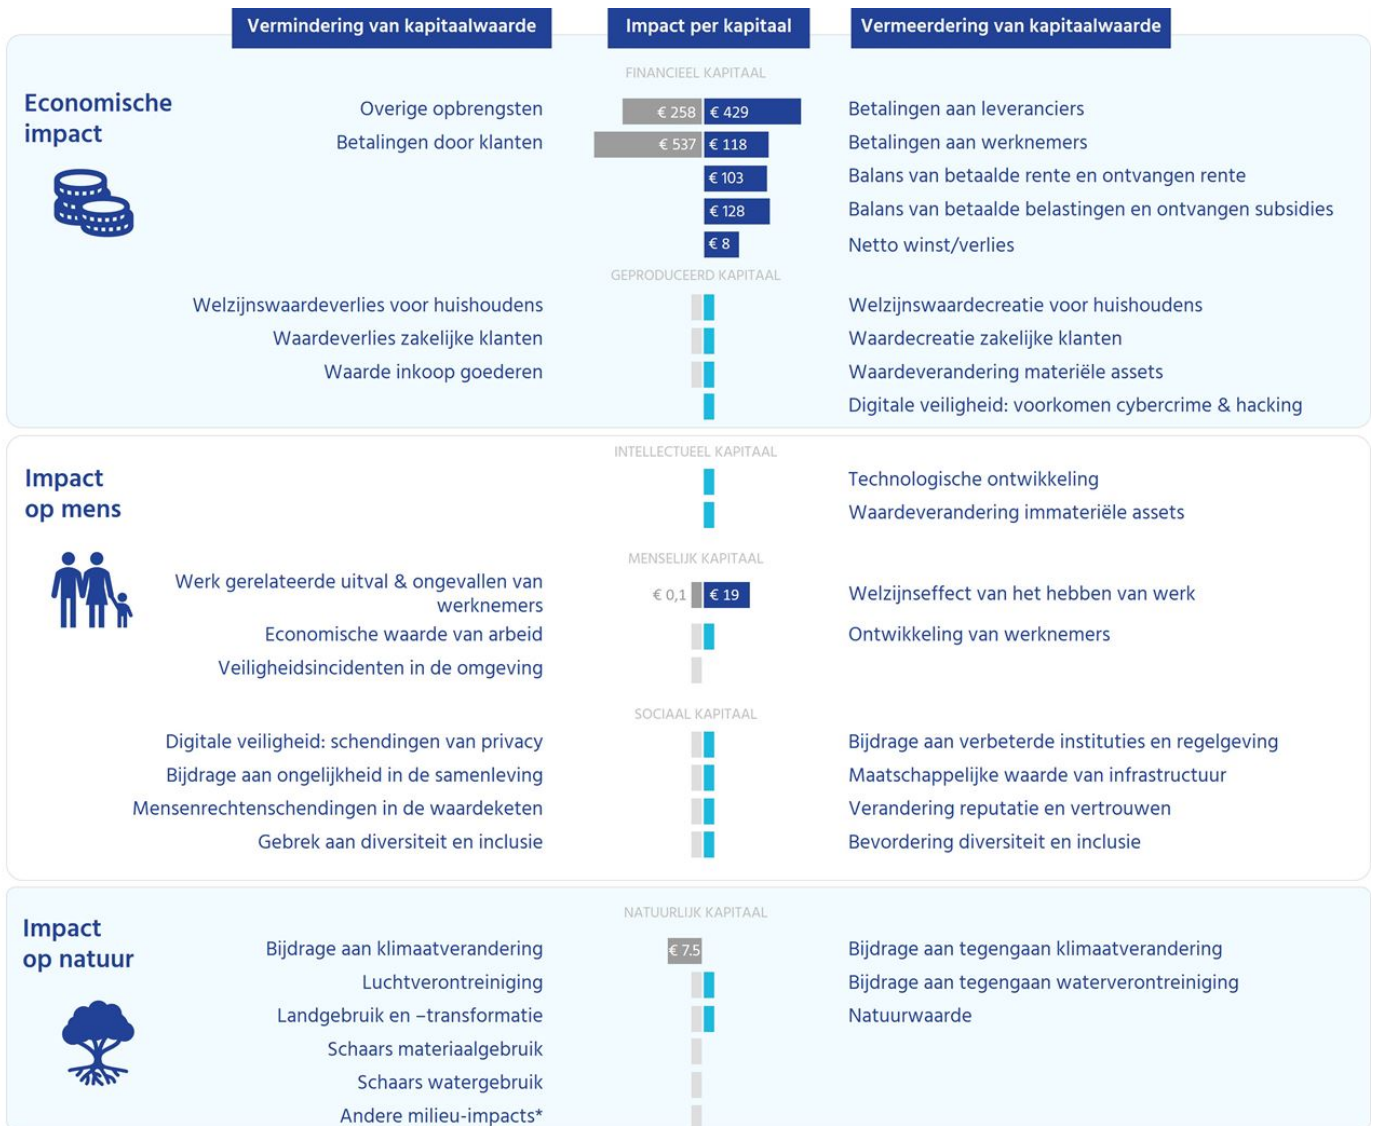 Vermindering van kapitaalwaarde
Impact per kapitaal
Vermeerdering van kapitaalwaarde
Economische
impact
FINANCIEEL KAPITAAL
Overige opbrengsten € 258 € 429 Betalingen aan leveranciers
Betalingen door klanten € 537 € 118 Betalingen aan werknemers
€ 103 Balans van betaalde rente en ontvangen rente
€ 128 Balans van betaalde belastingen en ontvangen subsidies
€ 8 Netto winst/verlies
GEPRODUCEERD KAPITAAL
Welzijnswaardeverlies voor huishoudens Welzijnswaardecreatie voor huishoudens
Waardeverlies zakelijke klanten Waardecreatie zakelijke klanten
Waarde inkoop goederen Waardeverandering materiële assets
Digitale veiligheid: voorkomen cybercrime & hacking
Impact
op mens
INTELLECTUEEL KAPITAAL
Technologische ontwikkeling
Waardeverandering immateriële assets
MENSELIJK KAPITAAL
Werk gerelateerde uitval & ongevallen van
werknemers
€ 0,1 € 19 Welzijnseffect van het hebben van werk
Economische waarde van arbeid Ontwikkeling van werknemers
Veiligheidsincidenten in de omgeving
SOCIAAL KAPITAAL
Digitale veiligheid: schendingen van privacy Bijdrage aan verbeterde instituties en regelgeving
Bijdrage aan ongelijkheid in de samenleving Maatschappelijke waarde van infrastructuur
Mensenrechtenschendingen in de waardeketen Verandering reputatie en vertrouwen
Gebrek aan diversiteit en inclusie Bevordering diversiteit en inclusie
Impact
op natuur
NATUURLIJK KAPITAAL
Bijdrage aan klimaatverandering € 7.5 Bijdrage aan tegengaan klimaatverandering
Luchtverontreiniging Bijdrage aan tegengaan waterverontreiniging
Landgebruik en –transformatie Natuurwaarde
Schaars materiaalgebruik
Schaars watergebruik
Andere milieu-impacts*